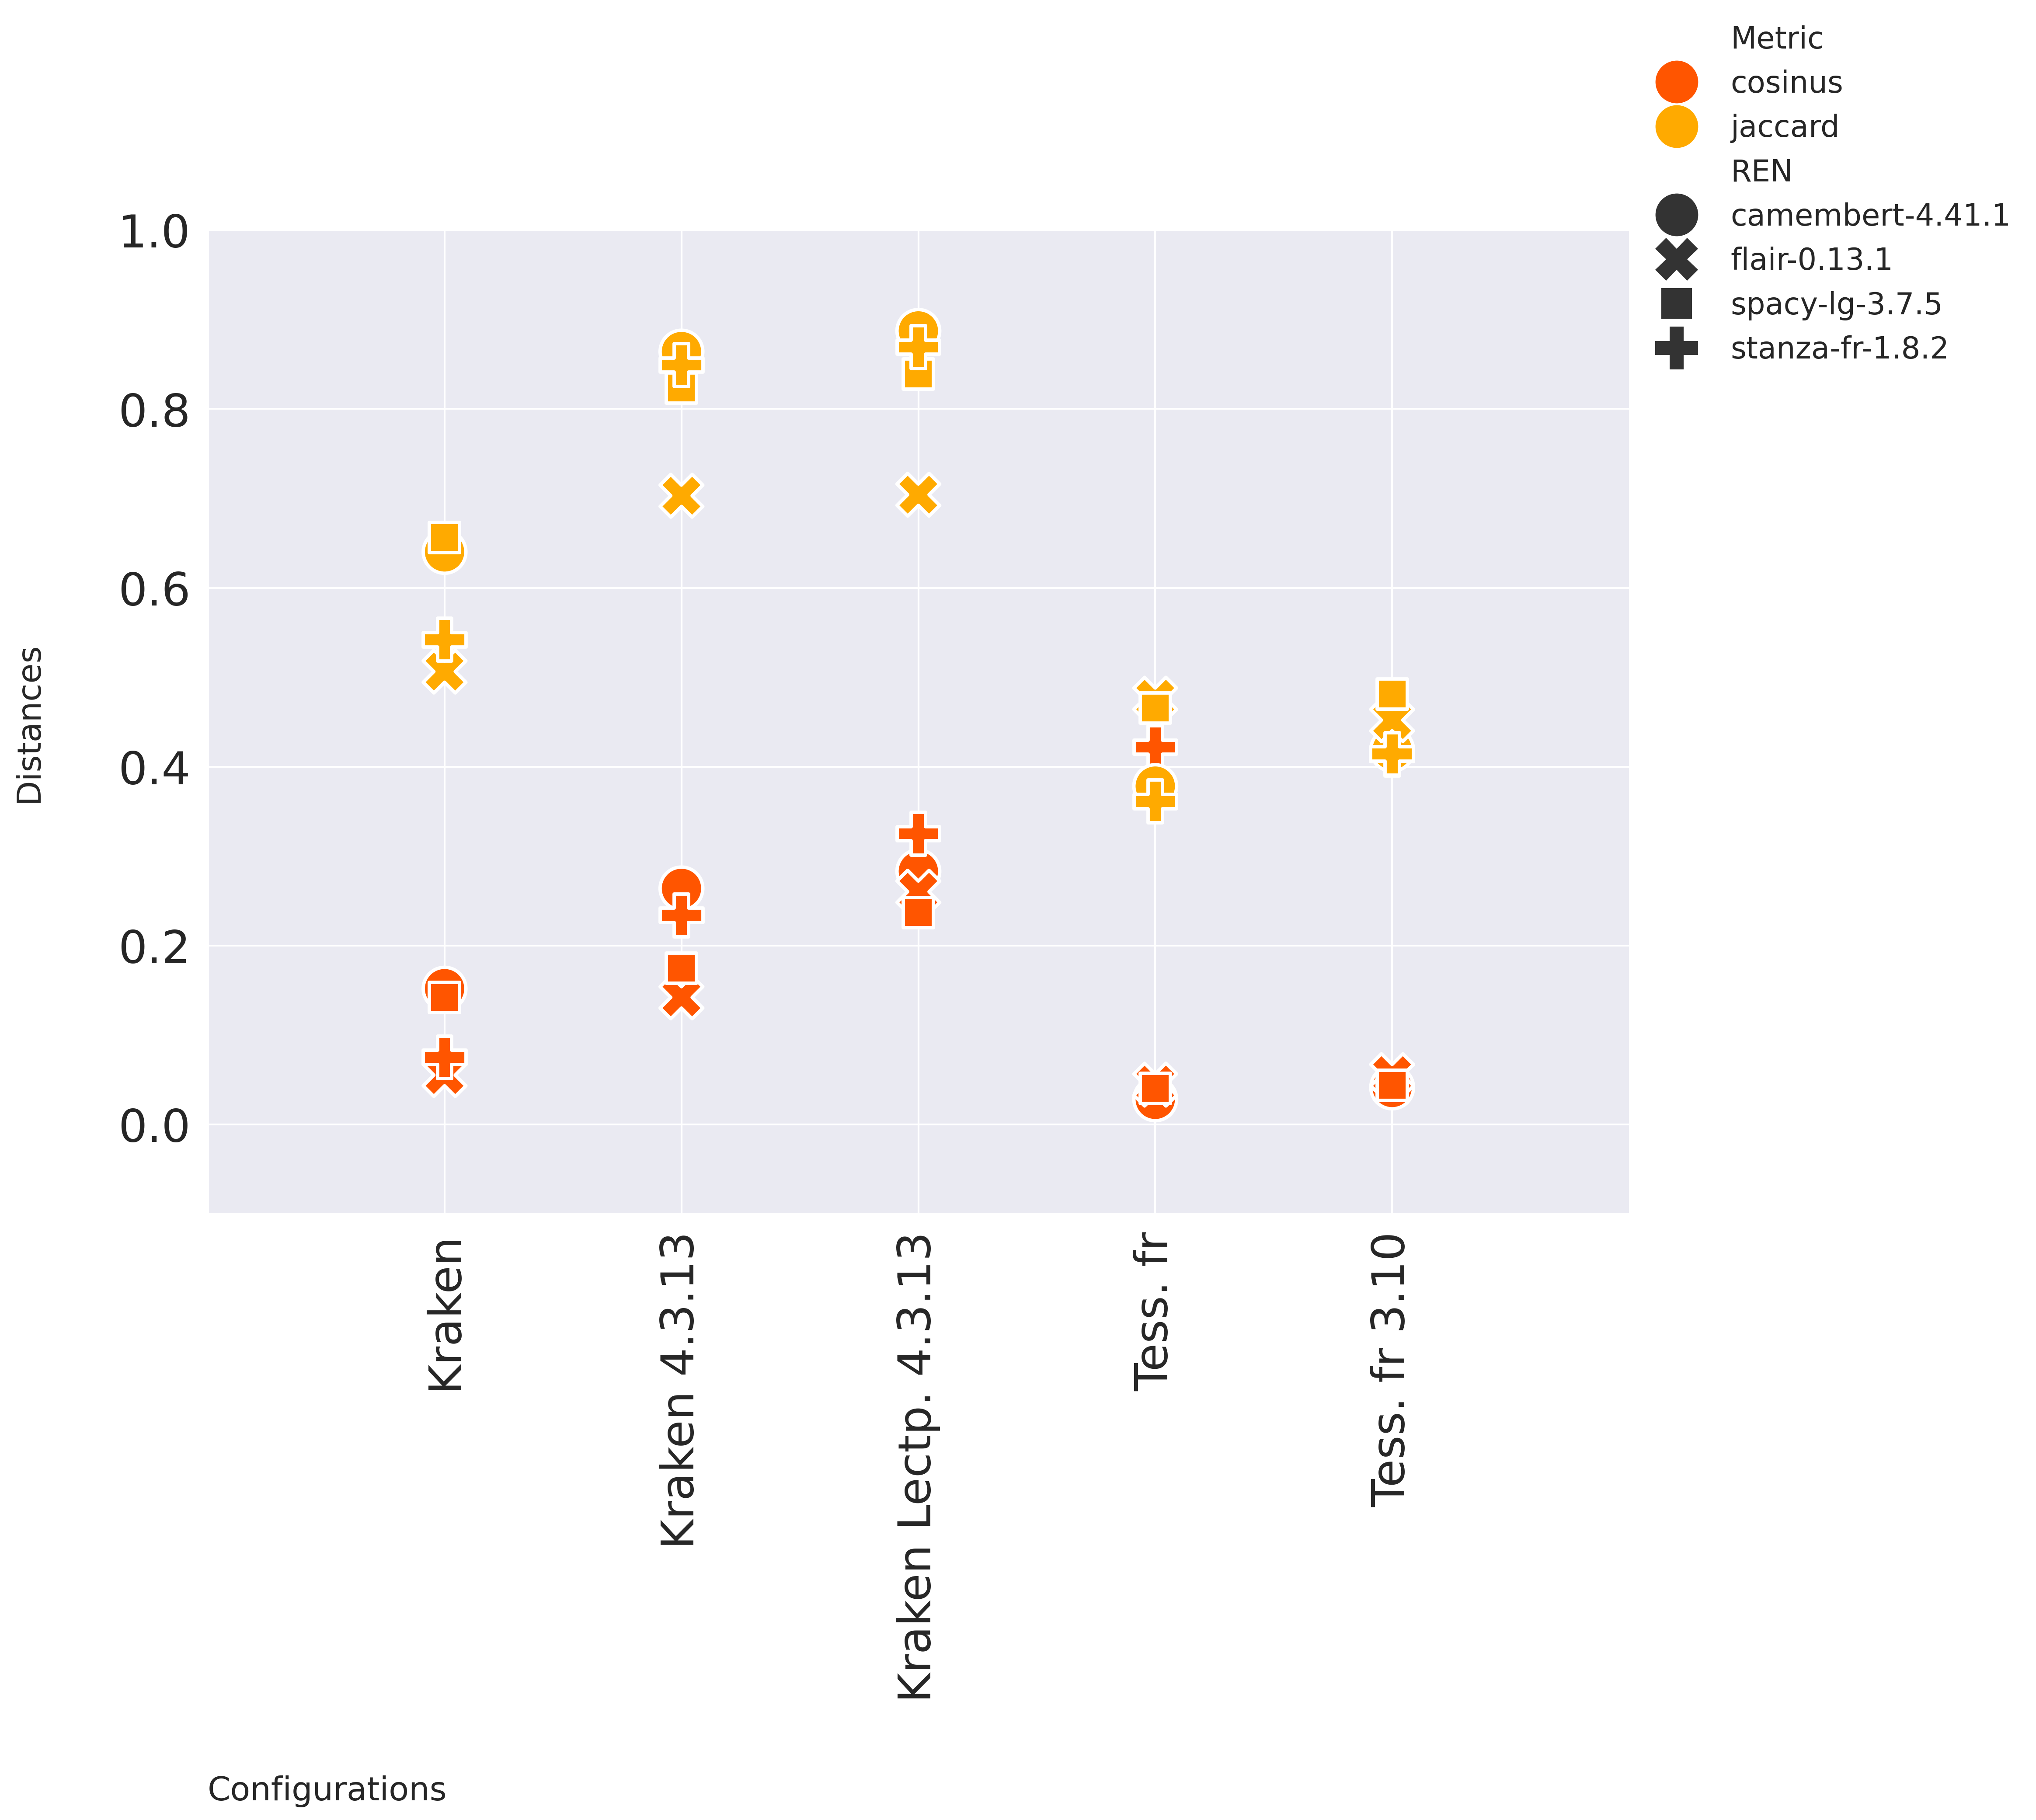 Metric
cosinus
jaccard
REN
camembert-4.41.1
flair-0.13.1
spacy-lg-3.7.5
stanza-fr-1.8.2
Distances
1.0
0.8
0.6
0.4
0.2
0.0
Kraken
Kraken 4.3.13
Kraken Lectp. 4.3.13
Tess. fr
Tess. fr 3.10
Configurations